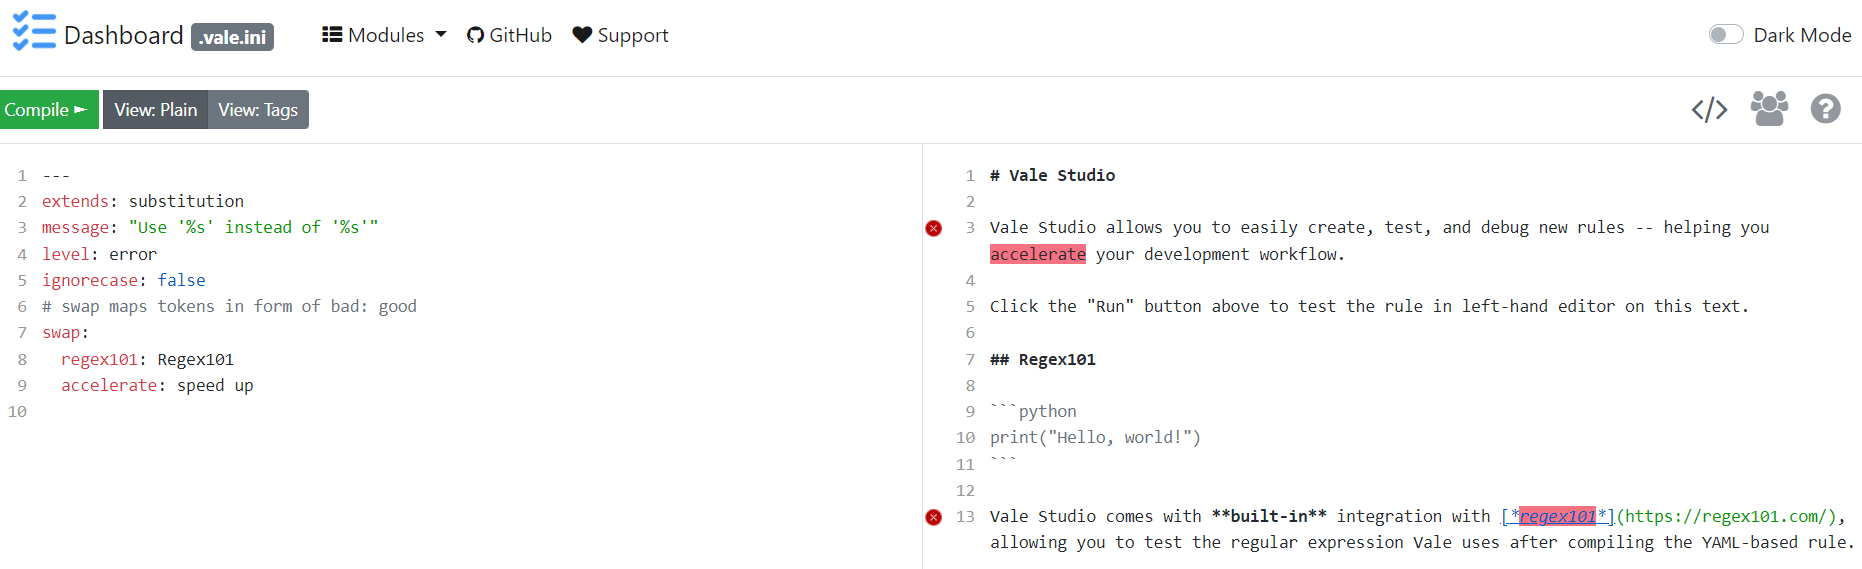 Dashboard .vale.ini Modules GitHub Support Dark Mode
Compile View: Plain View: Tags </>
1 ---
2 extends: substitution
3 message: "Use '%s' instead of '%s'"
4 level: error
5 ignorecase: false
6 # swap maps tokens in form of bad: good
7 swap:
8   regex101: Regex101
9   accelerate: speed up
10
1 # Vale Studio
2
3 Vale Studio allows you to easily create, test, and debug new rules -- helping you
accelerate your development workflow.
4
5 Click the "Run" button above to test the rule in left-hand editor on this text.
6
7 ## Regex101
8
9 ```python
10 print("Hello, world!")
11 ```
12
13 Vale Studio comes with **built-in** integration with [*regex101*](https://regex101.com/),
allowing you to test the regular expression Vale uses after compiling the YAML-based rule.